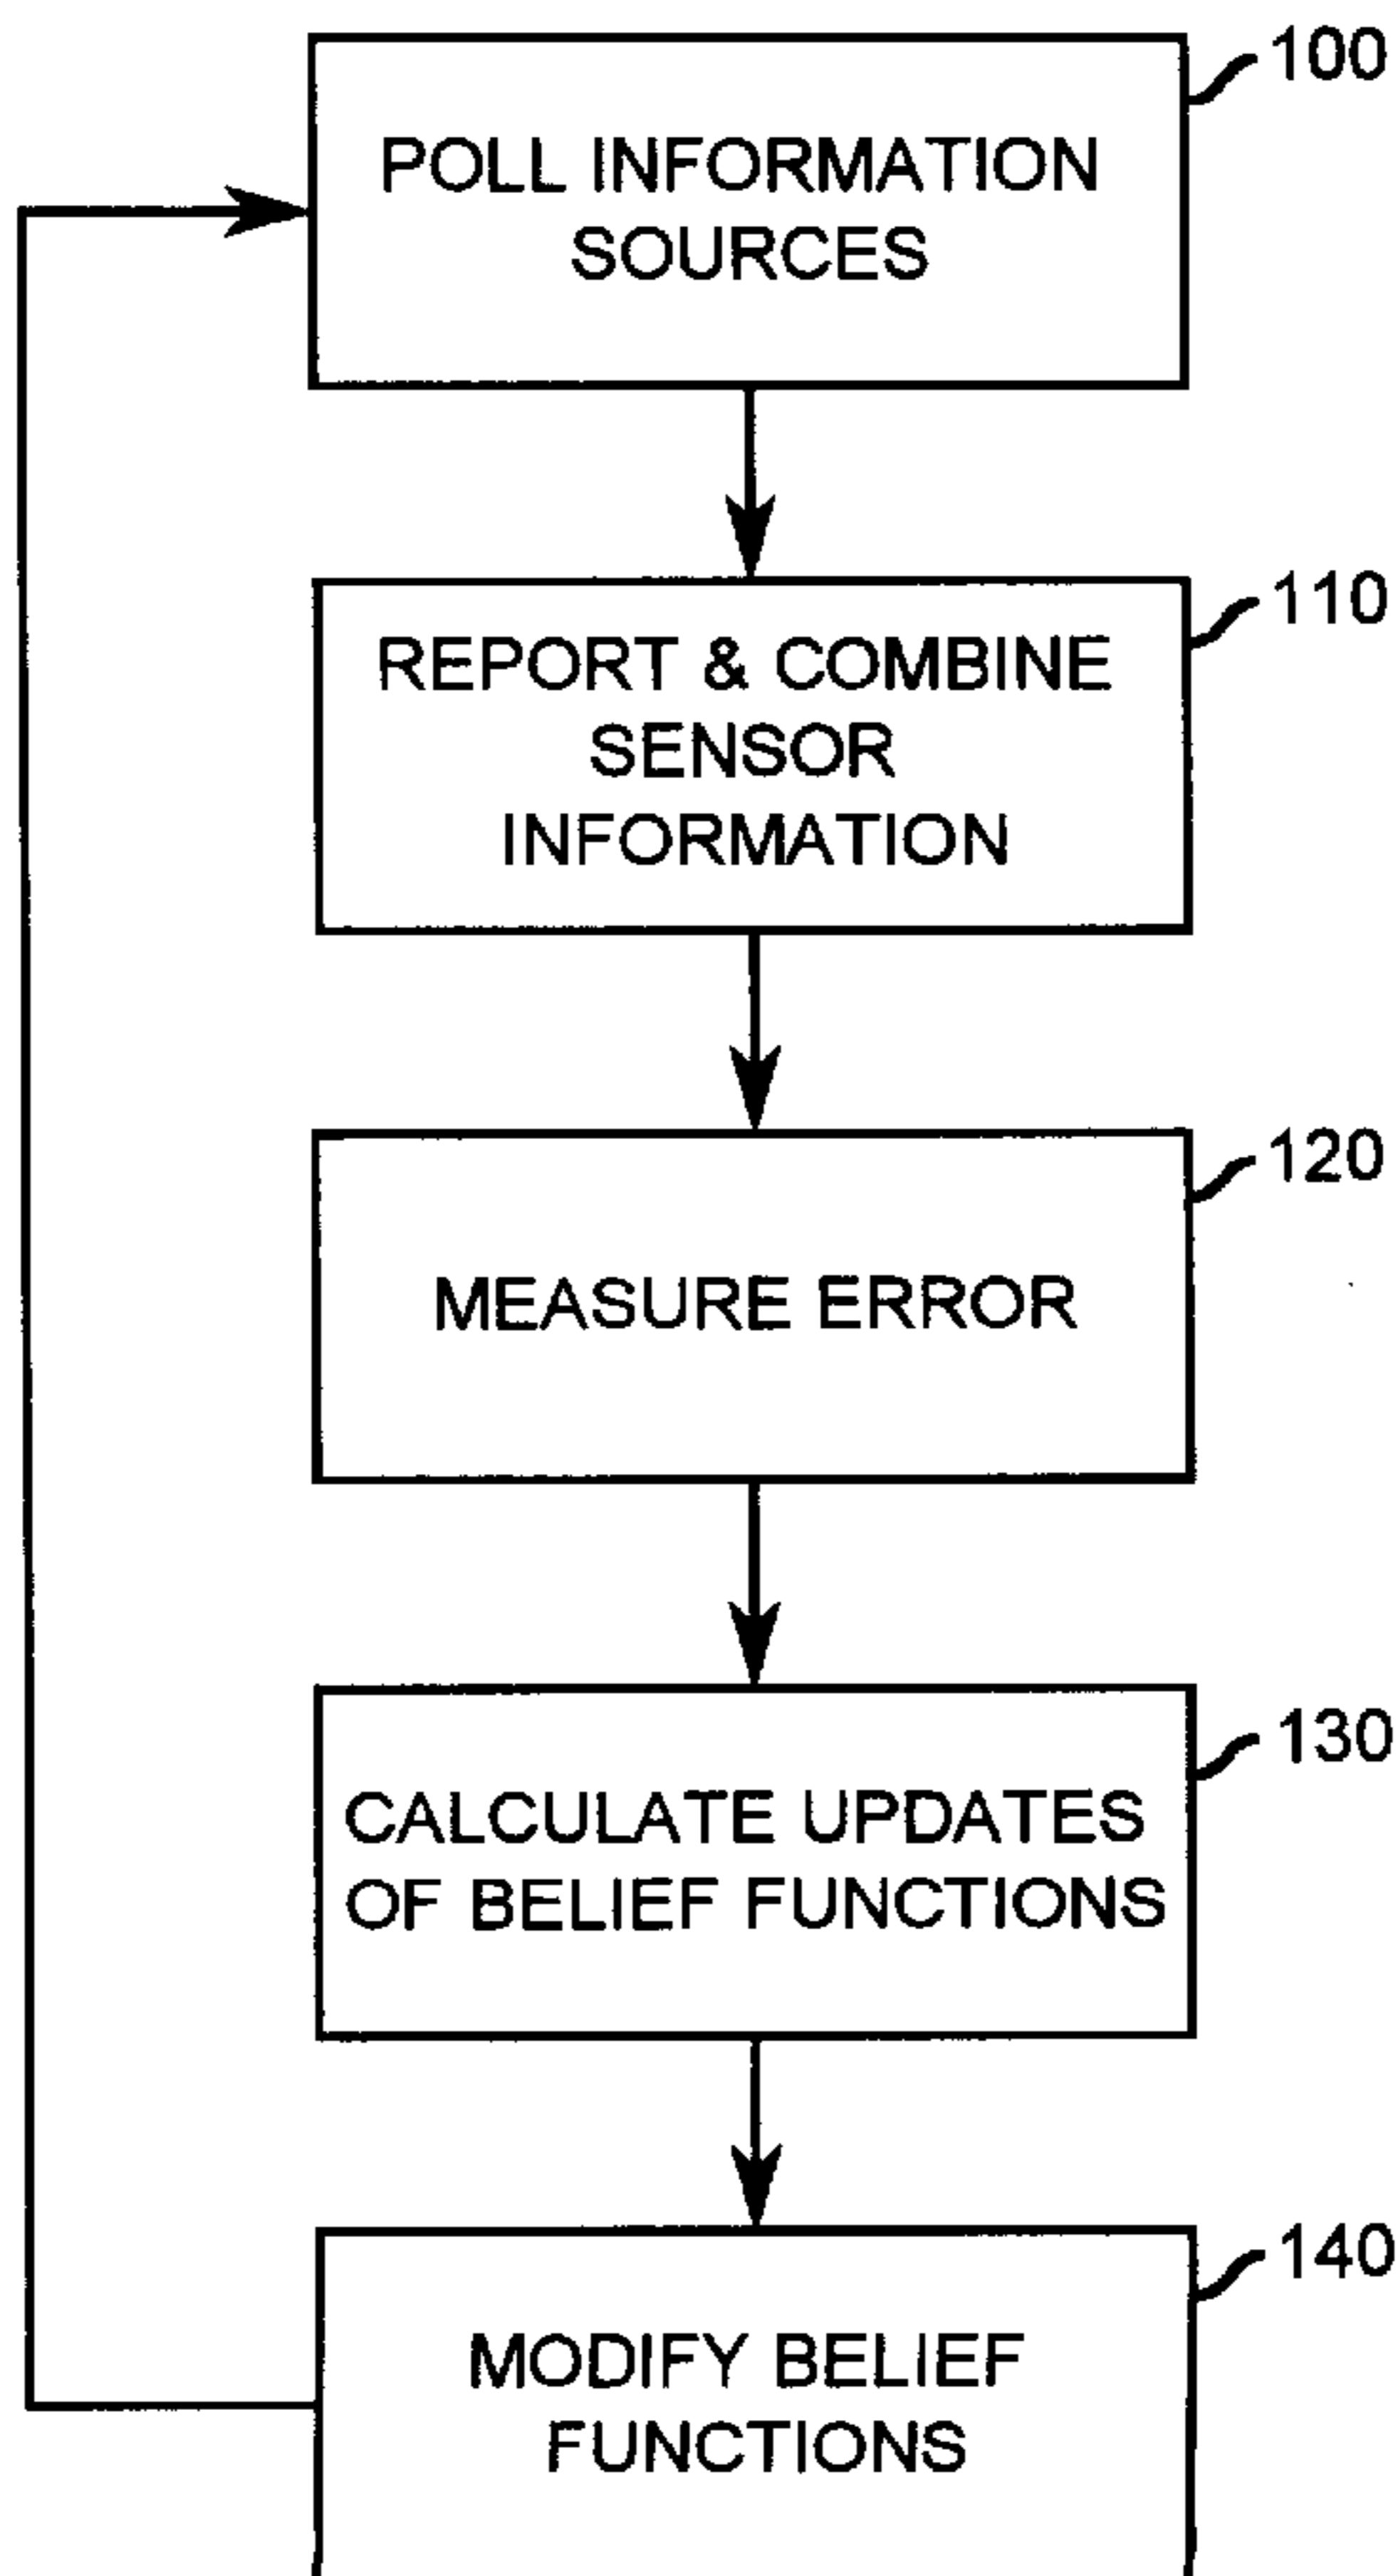 100
POLL INFORMATION
SOURCES
110
REPORT & COMBINE
SENSOR
INFORMATION
120
MEASURE ERROR
130
CALCULATE UPDATES
OF BELIEF FUNCTIONS
140
MODIFY BELIEF
FUNCTIONS